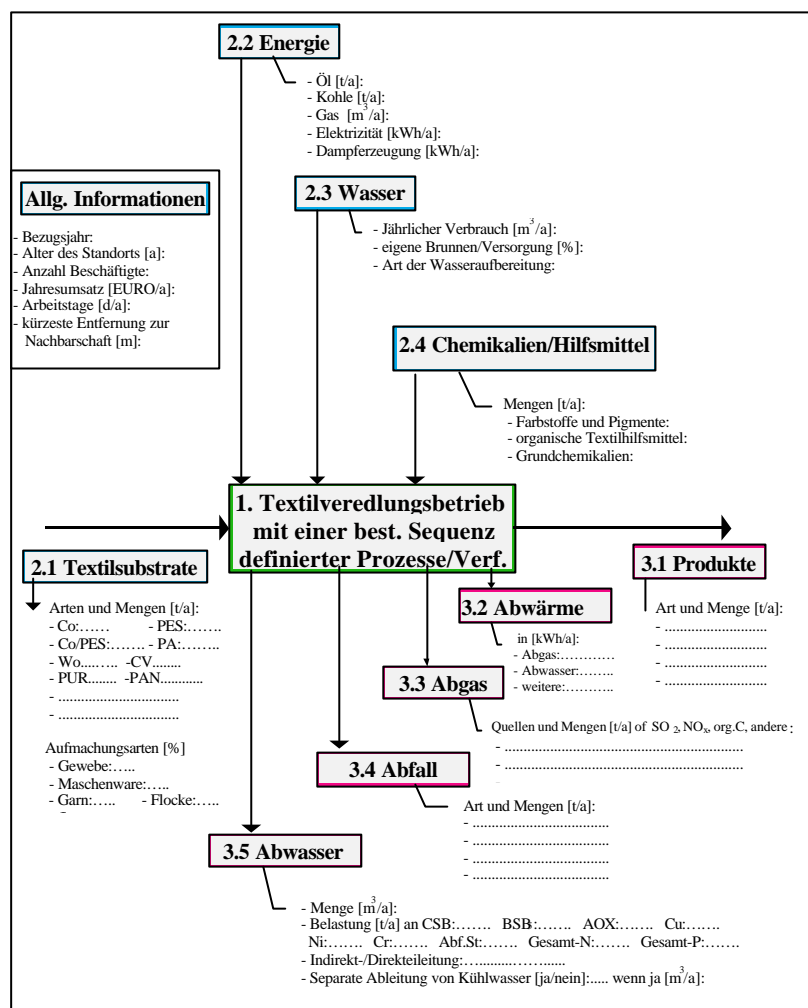 2.2 Energie
- Öl [t/a]:
- Kohle [t/a]:
- Gas [m³/a]:
- Elektrizität [kWh/a]:
- Dampferzeugung [kWh/a]:
Allg. Informationen
- Bezugsjahr:
- Alter des Standorts [a]:
- Anzahl Beschäftigte:
- Jahresumsatz [EURO/a]:
- Arbeitstage [d/a]:
- kürzeste Entfernung zur
Nachbarschaft [m]:
2.3 Wasser
- Jährlicher Verbrauch [m³/a]:
- eigene Brunnen/Versorgung [%]:
- Art der Wasseraufbereitung:
2.4 Chemikalien/Hilfsmittel
Mengen [t/a]:
- Farbstoffe und Pigmente:
- organische Textilhilfsmittel:
- Grundchemikalien:
1. Textilveredlungsbetrieb
mit einer best. Sequenz
definierter Prozesse/Verf.
2.1 Textilsubstrate
Arten und Mengen [t/a]:
- Co:…… - PES:…….
- Co/PES:……. - PA:…….
- Wo........ -CV........
- PUR........ -PAN............
- ..................................
- ..................................
Aufmachungsarten [%]
- Gewebe:…..
- Maschenware:…..
- Garn:….. - Flocke:…..
3.1 Produkte
Art und Menge [t/a]:
- .............................
- .............................
- .............................
- .............................
3.2 Abwärme
in [kWh/a]:
- Abgas:…………
- Abwasser:……..
- weitere:………..
3.3 Abgas
Quellen und Mengen [t/a] of SO 2, NOx, org.C, andere :
- ...................................................................
- ...................................................................
3.4 Abfall
Art und Mengen [t/a]:
- .......................................
- .......................................
- .......................................
- .......................................
3.5 Abwasser
- Menge [m³/a]:
- Belastung [t/a] an CSB:……. BSB5:……. AOX:……. Cu:…….
Ni:……. Cr:……. Abf.St:……. Gesamt-N:……. Gesamt-P:…….
- Indirekt-/Direkteileitung:…..........…….....
- Separate Ableitung von Kühlwasser [ja/nein]:..... wenn ja [m³/a]: